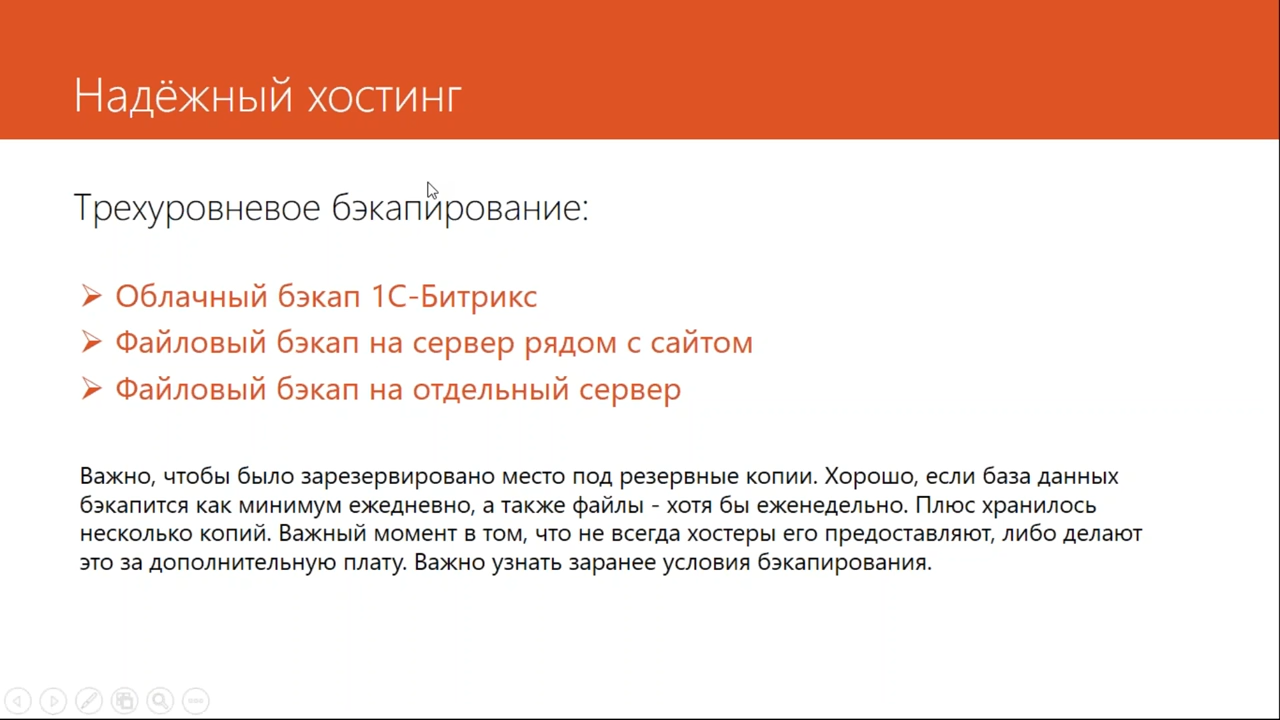 Надёжный хостинг
Трехуровневое бэкапирование:
Облачный бэкап 1С-Битрикс
Файловый бэкап на сервер рядом с сайтом
Файловый бэкап на отдельный сервер
Важно, чтобы было зарезервировано место под резервные копии. Хорошо, если база данных
бэкапится как минимум ежедневно, а также файлы - хотя бы еженедельно. Плюс хранилось
несколько копий. Важный момент в том, что не всегда хостеры его предоставляют, либо делают
это за дополнительную плату. Важно узнать заранее условия бэкапирования.